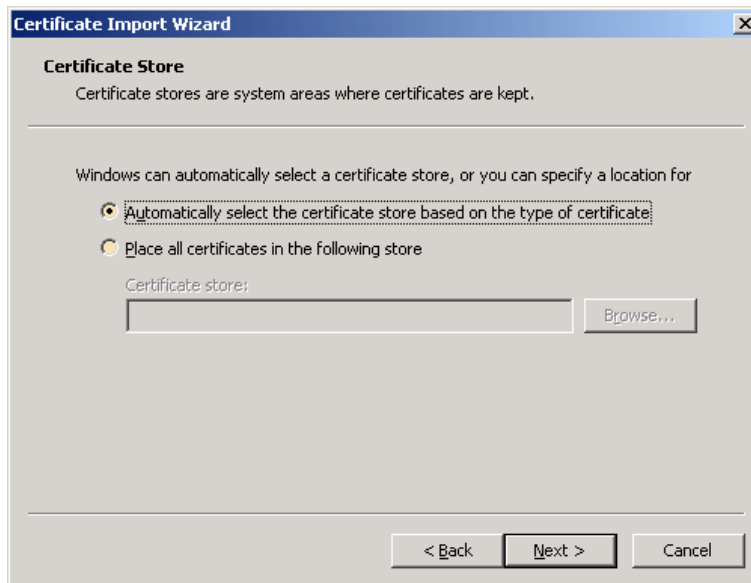 Certificate Import Wizard
Certificate Store
Certificate stores are system areas where certificates are kept.
Windows can automatically select a certificate store, or you can specify a location for
Automatically select the certificate store based on the type of certificate
Place all certificates in the following store
Certificate store:
Browse...
< Back Next > Cancel